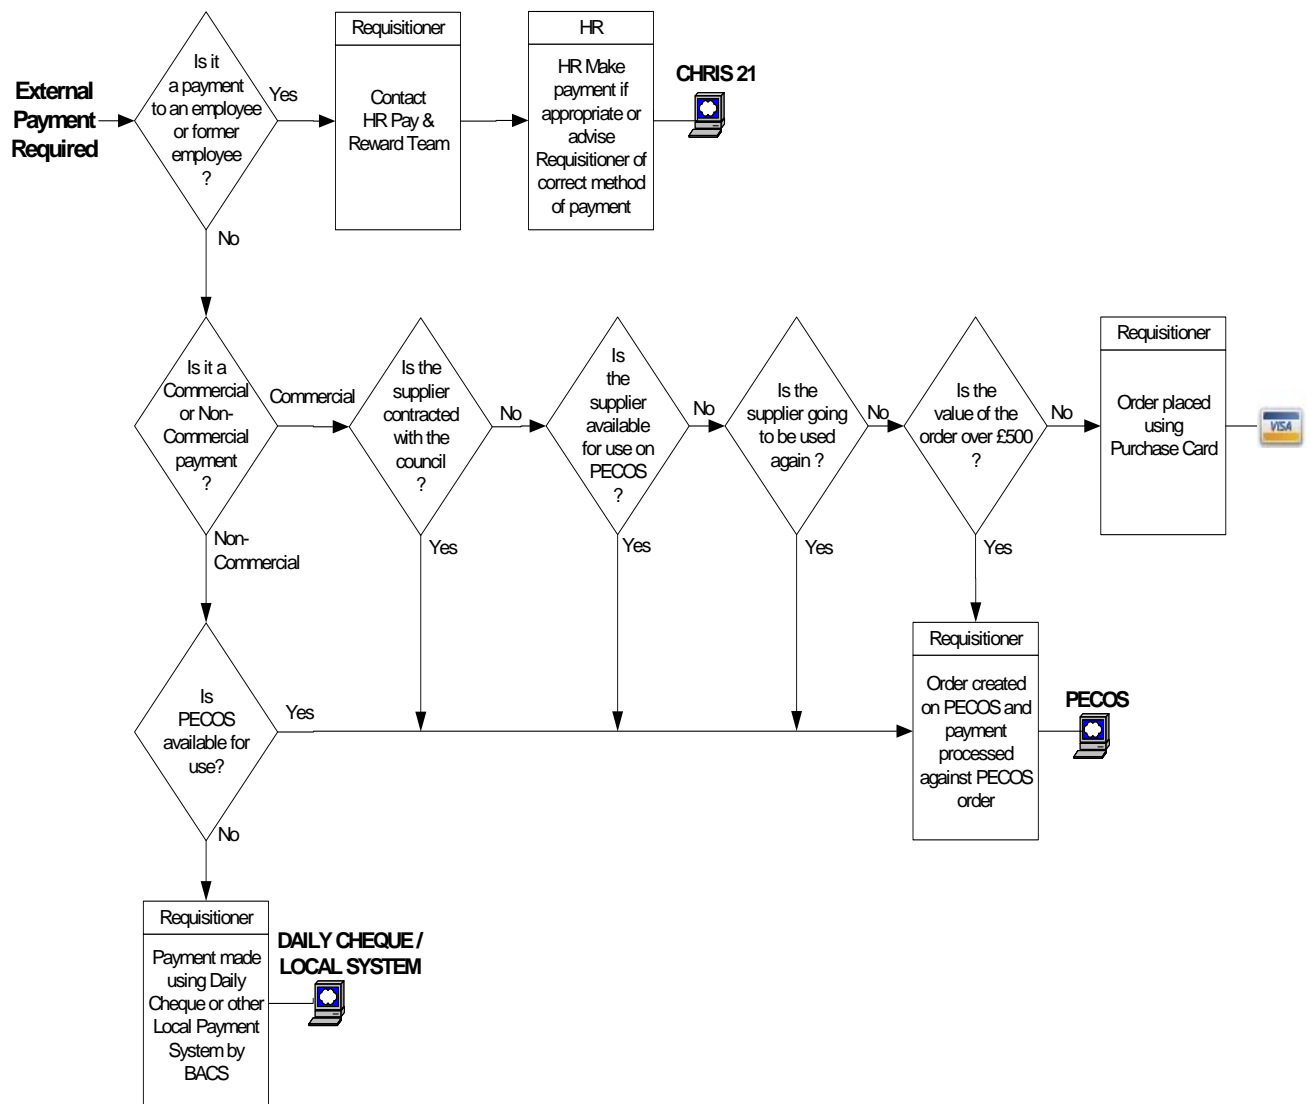 External
Payment
Required
Is it
a payment
to an employee
or former
employee
?
Yes
No
Requisitioner
Contact
HR Pay &
Reward Team
HR
HR Make
payment if
appropriate or
advise
Requisitioner of
correct method
of payment
CHRIS 21
Is it a
Commercial
or Non-
Commercial
payment
?
Commercial
Non-
Commercial
Is the
supplier
contracted
with the
council
?
No
Yes
Is
the
supplier
available
for use on
PECOS
?
No
Yes
Is the
supplier going
to be used
again ?
No
Yes
Is the
value of the
order over £500
?
No
Yes
Requisitioner
Order placed
using
Purchase Card
VISA
Is
PECOS
available for
use?
Yes
No
Requisitioner
Order created
on PECOS and
payment
processed
against PECOS
order
PECOS
Requisitioner
Payment made
using Daily
Cheque or other
Local Payment
System by
BACS
DAILY CHEQUE /
LOCAL SYSTEM